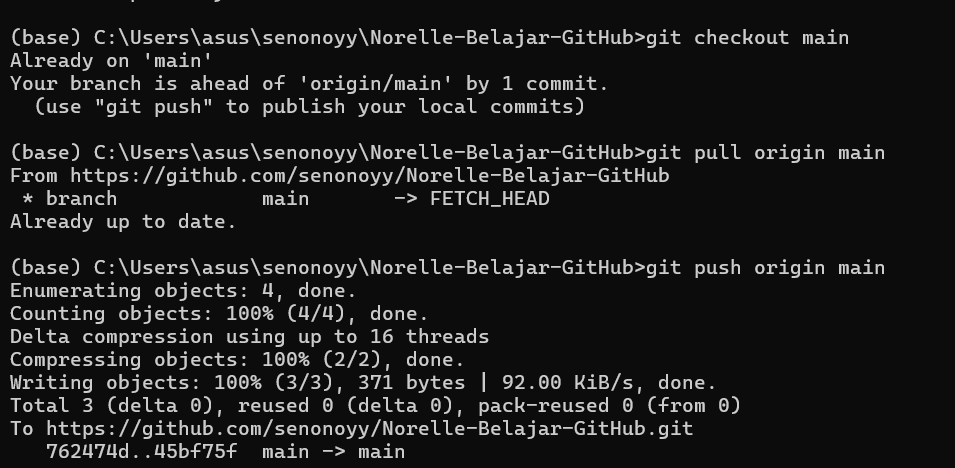 (base) C:\Users\asus\senonoyy\Norelle-Belajar-GitHub>git checkout main
Already on 'main'
Your branch is ahead of 'origin/main' by 1 commit.
  (use "git push" to publish your local commits)
(base) C:\Users\asus\senonoyy\Norelle-Belajar-GitHub>git pull origin main
From https://github.com/senonoyy/Norelle-Belajar-GitHub
 * branch            main       -> FETCH_HEAD
Already up to date.
(base) C:\Users\asus\senonoyy\Norelle-Belajar-GitHub>git push origin main
Enumerating objects: 4, done.
Counting objects: 100% (4/4), done.
Delta compression using up to 16 threads
Compressing objects: 100% (2/2), done.
Writing objects: 100% (3/3), 371 bytes | 92.00 KiB/s, done.
Total 3 (delta 0), reused 0 (delta 0), pack-reused 0 (from 0)
To https://github.com/senonoyy/Norelle-Belajar-GitHub.git
   762474d..45bf75f  main -> main